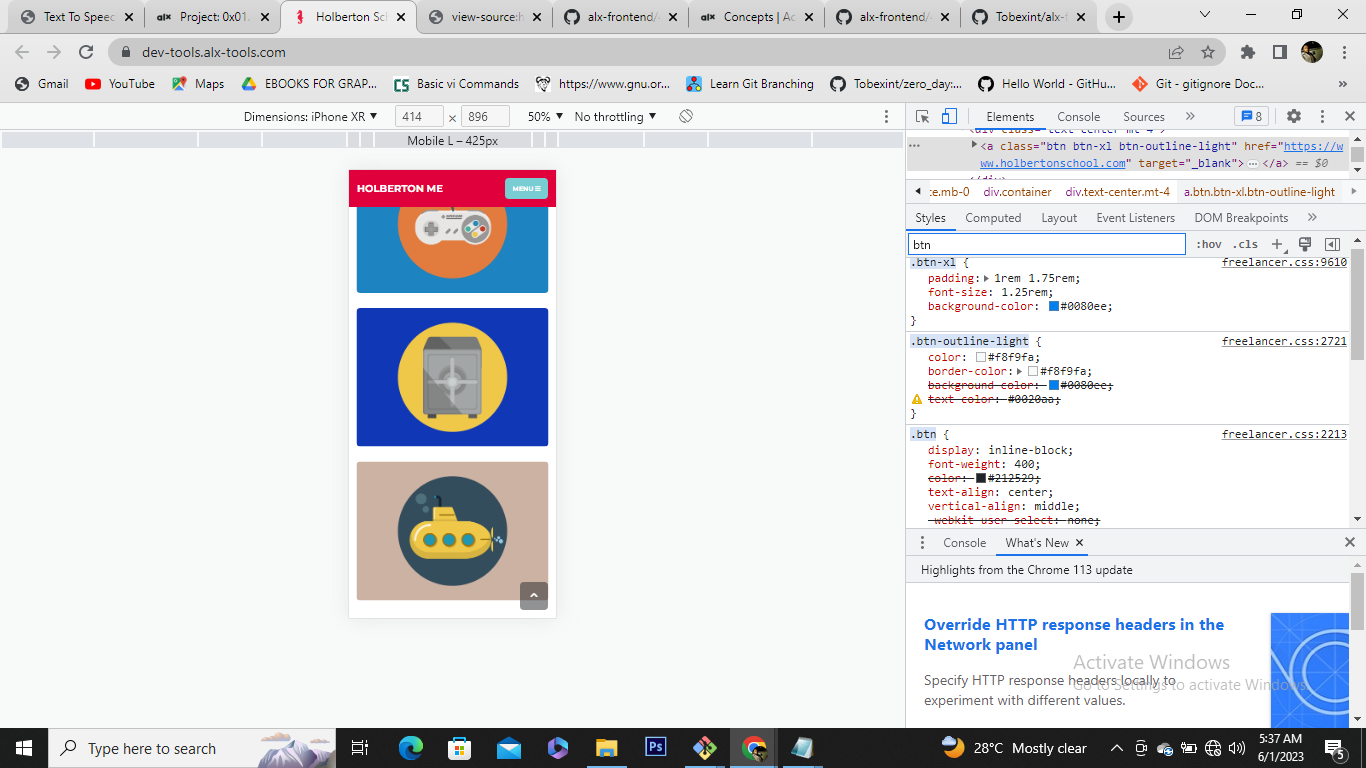 Text To Speec
Project: 0x01.
Holberton Sch
view-source:h
alx-frontend/
Concepts | Ac
alx-frontend/
Tobexint/alx-f
dev-tools.alx-tools.com
Gmail
YouTube
Maps
EBOOKS FOR GRAP...
Basic vi Commands
https://www.gnu.or...
Learn Git Branching
Tobexint/zero_day:...
Hello World - GitHu...
Git - gitignore Doc...
Dimensions: iPhone XR
414 × 896
50%
No throttling
Mobile L – 425px
HOLBERTON ME
MENU
Elements
Console
Sources
8
<div class="text-center mt-4">
<a class="btn btn-xl btn-outline-light" href="https://w
ww.holbertonschool.com" target="_blank">…</a> == $0
ce.mb-0 div.container div.text-center.mt-4 a.btn.btn-xl.btn-outline-light
Styles
Computed
Layout
Event Listeners
DOM Breakpoints
btn
:hov .cls
.btn-xl { freelancer.css:9610
padding: 1rem 1.75rem;
font-size: 1.25rem;
background-color: #0080ee;
}
.btn-outline-light { freelancer.css:2721
color: #f8f9fa;
border-color: #f8f9fa;
background-color: #0080ee;
text-color: #0020aa;
}
.btn { freelancer.css:2213
display: inline-block;
font-weight: 400;
color: #212529;
text-align: center;
vertical-align: middle;
-webkit-user-select: none;
Console
What's New
Highlights from the Chrome 113 update
Override HTTP response headers in the
Network panel
Specify HTTP response headers locally to
experiment with different values.
Activate Windows
Go to Settings to activate Windows.
Type here to search
Ps
28°C Mostly clear
5:37 AM
6/1/2023
5